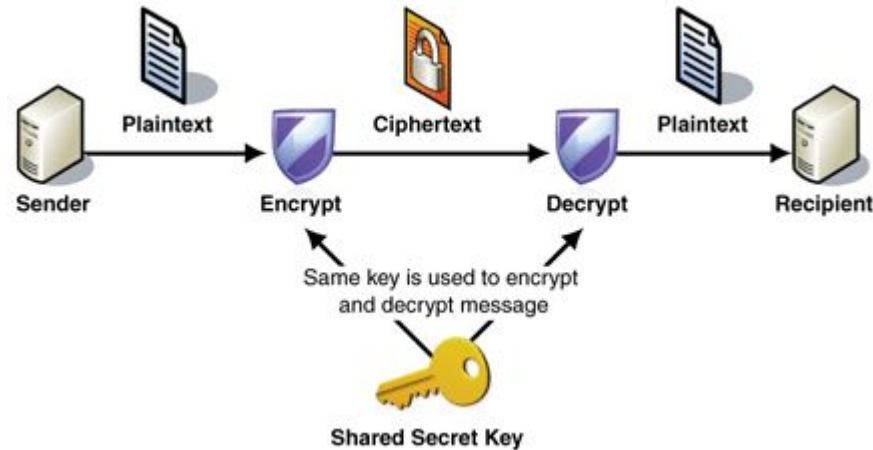 Plaintext
Ciphertext
Plaintext
Sender
Encrypt
Decrypt
Recipient
Same key is used to encrypt
and decrypt message
Shared Secret Key